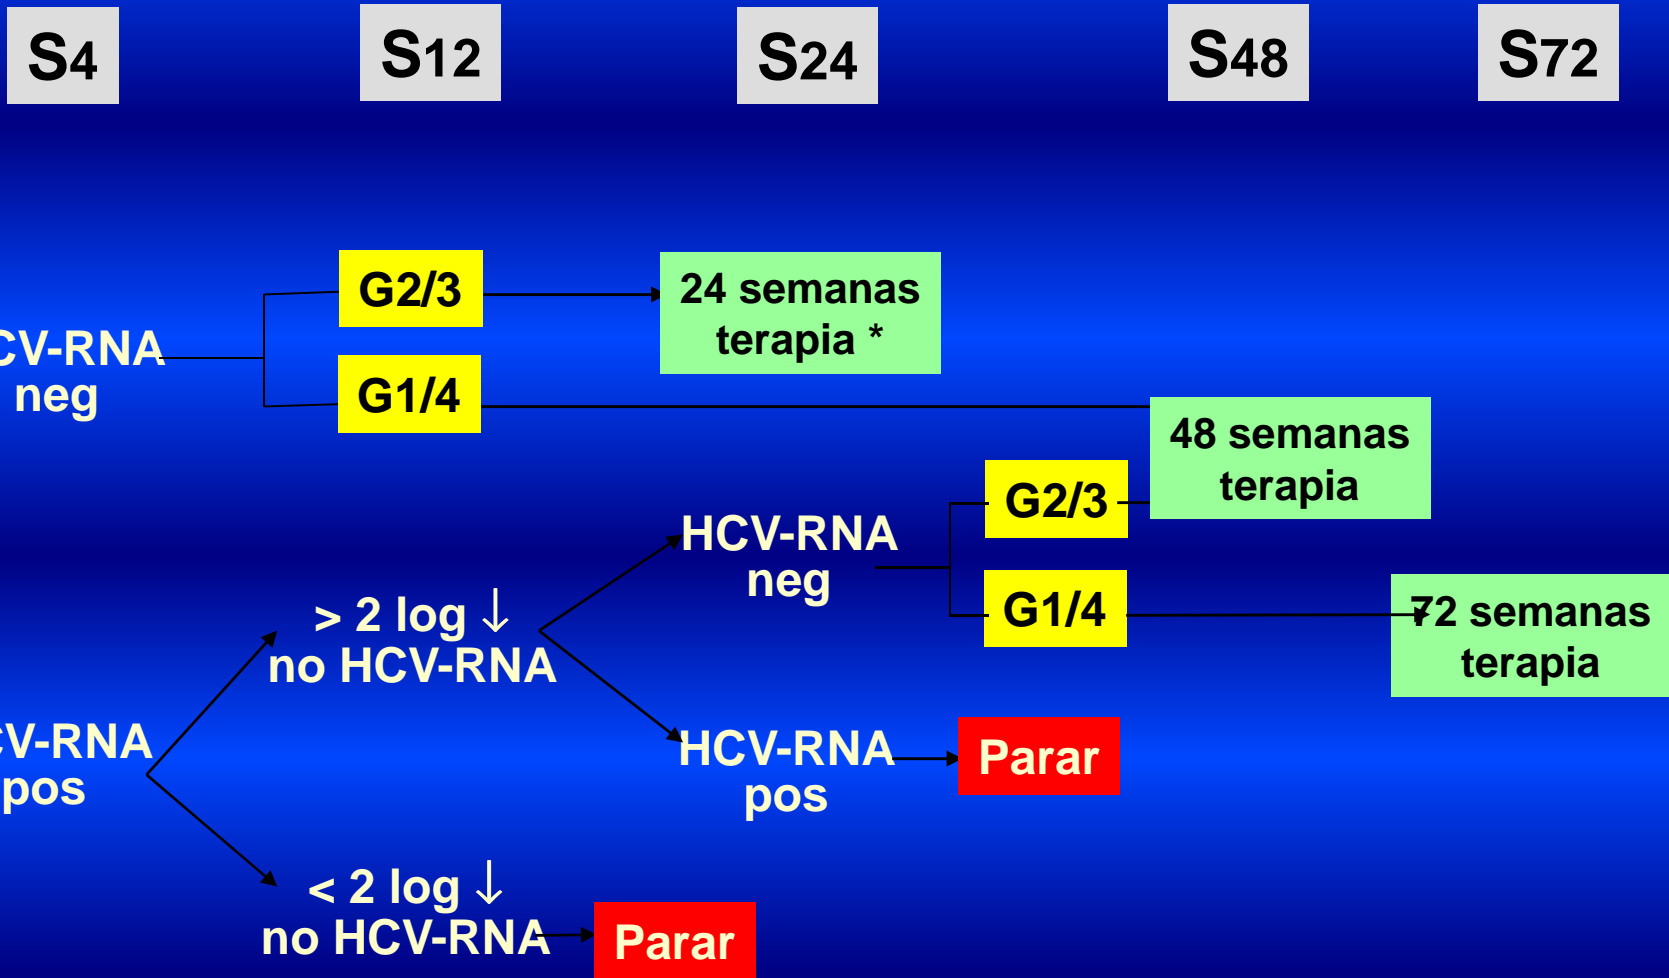 S4
S12
S24
S48
S72
G2/3
24 semanas
terapia *
CV-RNA
neg
G1/4
48 semanas
terapia
G2/3
HCV-RNA
neg
G1/4
72 semanas
terapia
> 2 log ↓
no HCV-RNA
CV-RNA
pos
HCV-RNA
pos
Parar
< 2 log ↓
no HCV-RNA
Parar